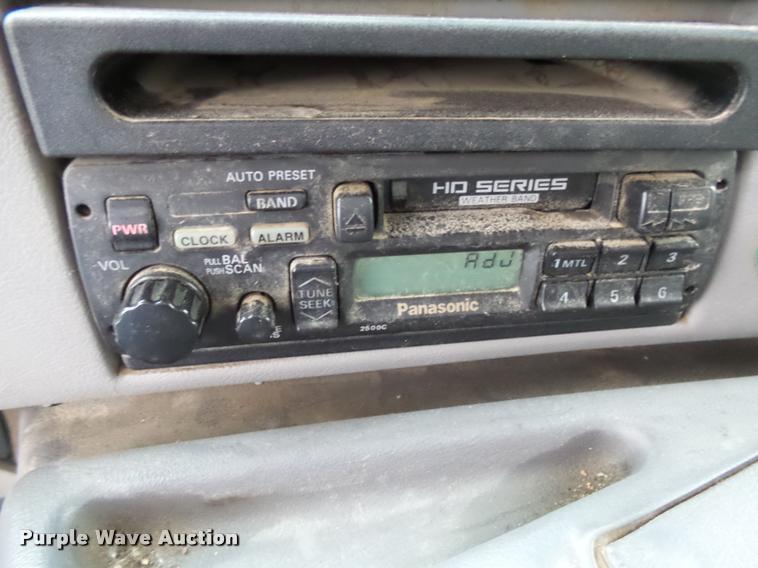 AUTO PRESET
HD SERIES
WEATHER BAND
BAND
PWR
CLOCK
ALARM
PULL BAL
PUSH SCAN
VOL
AdJ
1 MTL
2
3
TUNE
SEEK
4
5
6
Panasonic
2500C
Purple Wave Auction